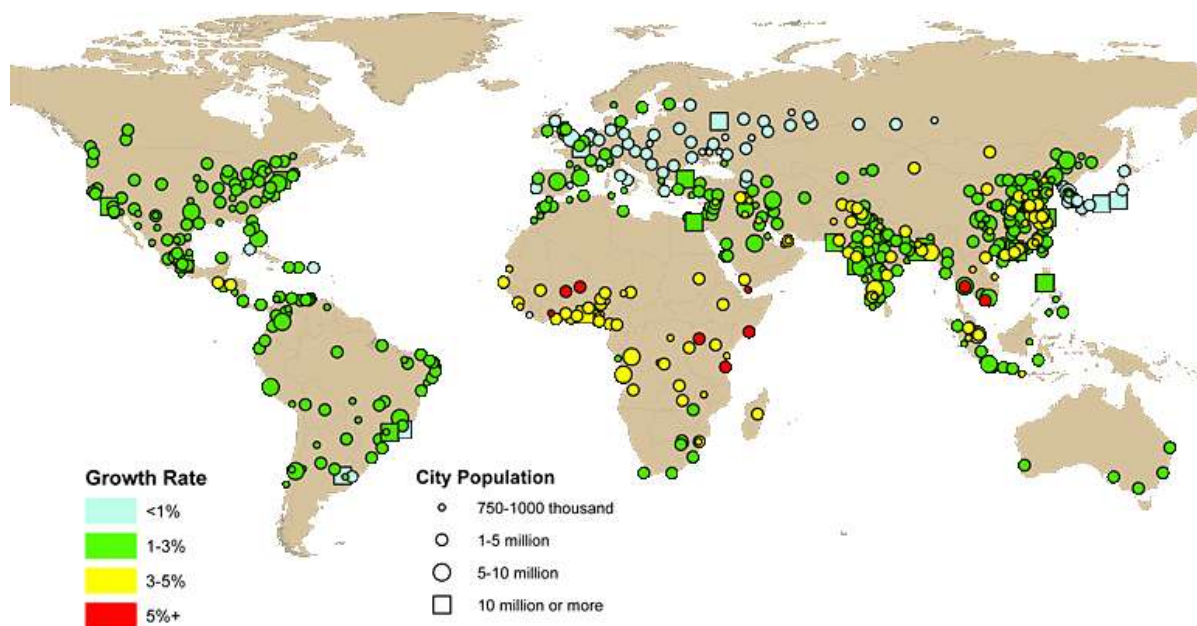 Growth Rate
<1%
1-3%
3-5%
5%+
City Population
750-1000 thousand
1-5 million
5-10 million
10 million or more